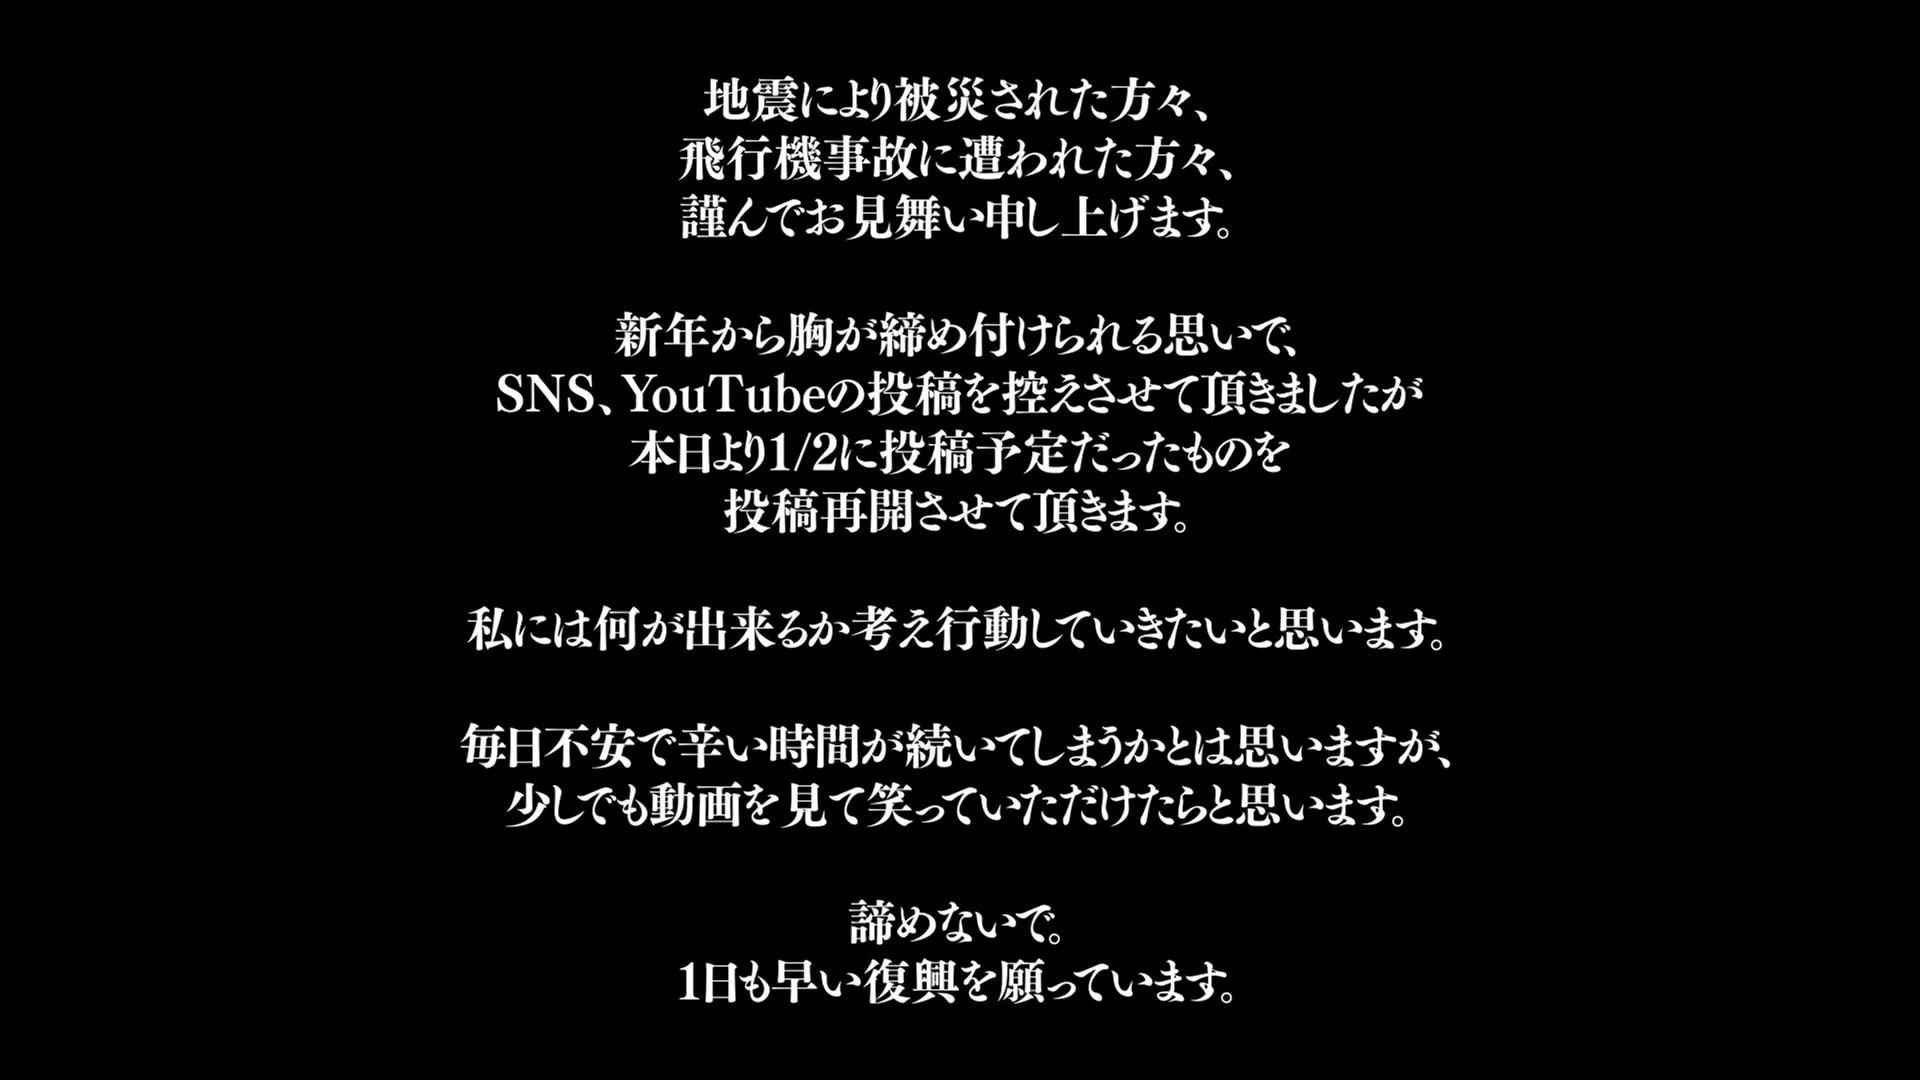 地震により被災された方々、
飛行機事故に遭われた方々、
謹んでお見舞い申し上げます。
新年から胸が締め付けられる思いで、
SNS、YouTubeの投稿を控えさせて頂きましたが
本日より1/2に投稿予定だったものを
投稿再開させて頂きます。
私には何が出来るか考え行動していきたいと思います。
毎日不安で辛い時間が続いてしまうかとは思いますが、
少しでも動画を見て笑っていただけたらと思います。
諦めないで。
1日も早い復興を願っています。